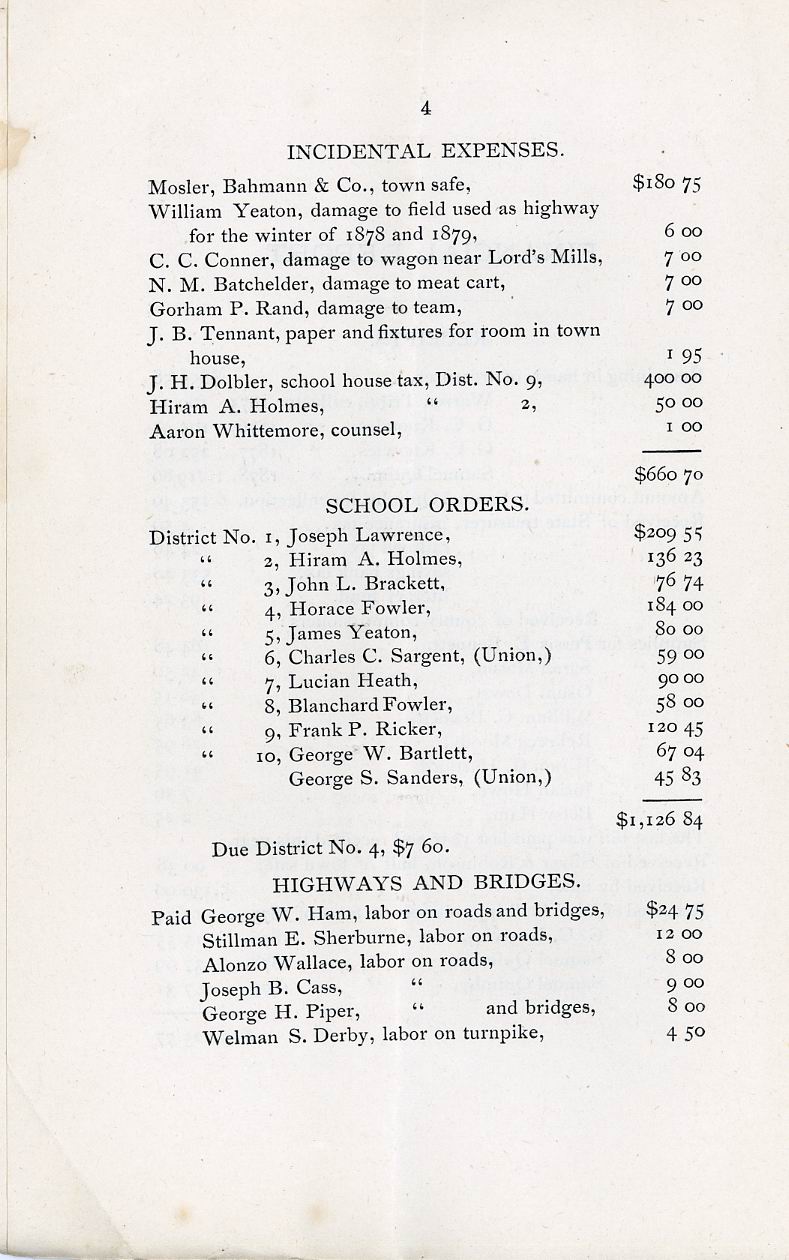 4
INCIDENTAL EXPENSES.
Mosler, Bahmann & Co., town safe, $180 75
William Yeaton, damage to field used as highway
for the winter of 1878 and 1879, 6 00
C. C. Conner, damage to wagon near Lord's Mills, 7 00
N. M. Batchelder, damage to meat cart, 7 00
Gorham P. Rand, damage to team, 7 00
J. B. Tennant, paper and fixtures for room in town
house, 1 95
J. H. Dolbler, school house tax, Dist. No. 9, 400 00
Hiram A. Holmes, “ 2, 50 00
Aaron Whittemore, counsel, 1 00
$660 70
SCHOOL ORDERS.
District No. 1, Joseph Lawrence, $209 55
“ 2, Hiram A. Holmes, 136 23
“ 3, John L. Brackett, 76 74
“ 4, Horace Fowler, 184 00
“ 5, James Yeaton, 80 00
“ 6, Charles C. Sargent, (Union,) 59 00
“ 7, Lucian Heath, 90 00
“ 8, Blanchard Fowler, 58 00
“ 9, Frank P. Ricker, 120 45
“ 10, George W. Bartlett, 67 04
George S. Sanders, (Union,) 45 83
$1,126 84
Due District No. 4, $7 60.
HIGHWAYS AND BRIDGES.
Paid George W. Ham, labor on roads and bridges, $24 75
Stillman E. Sherburne, labor on roads, 12 00
Alonzo Wallace, labor on roads, 8 00
Joseph B. Cass, “ 9 00
George H. Piper, “ and bridges, 8 00
Welman S. Derby, labor on turnpike, 4 50